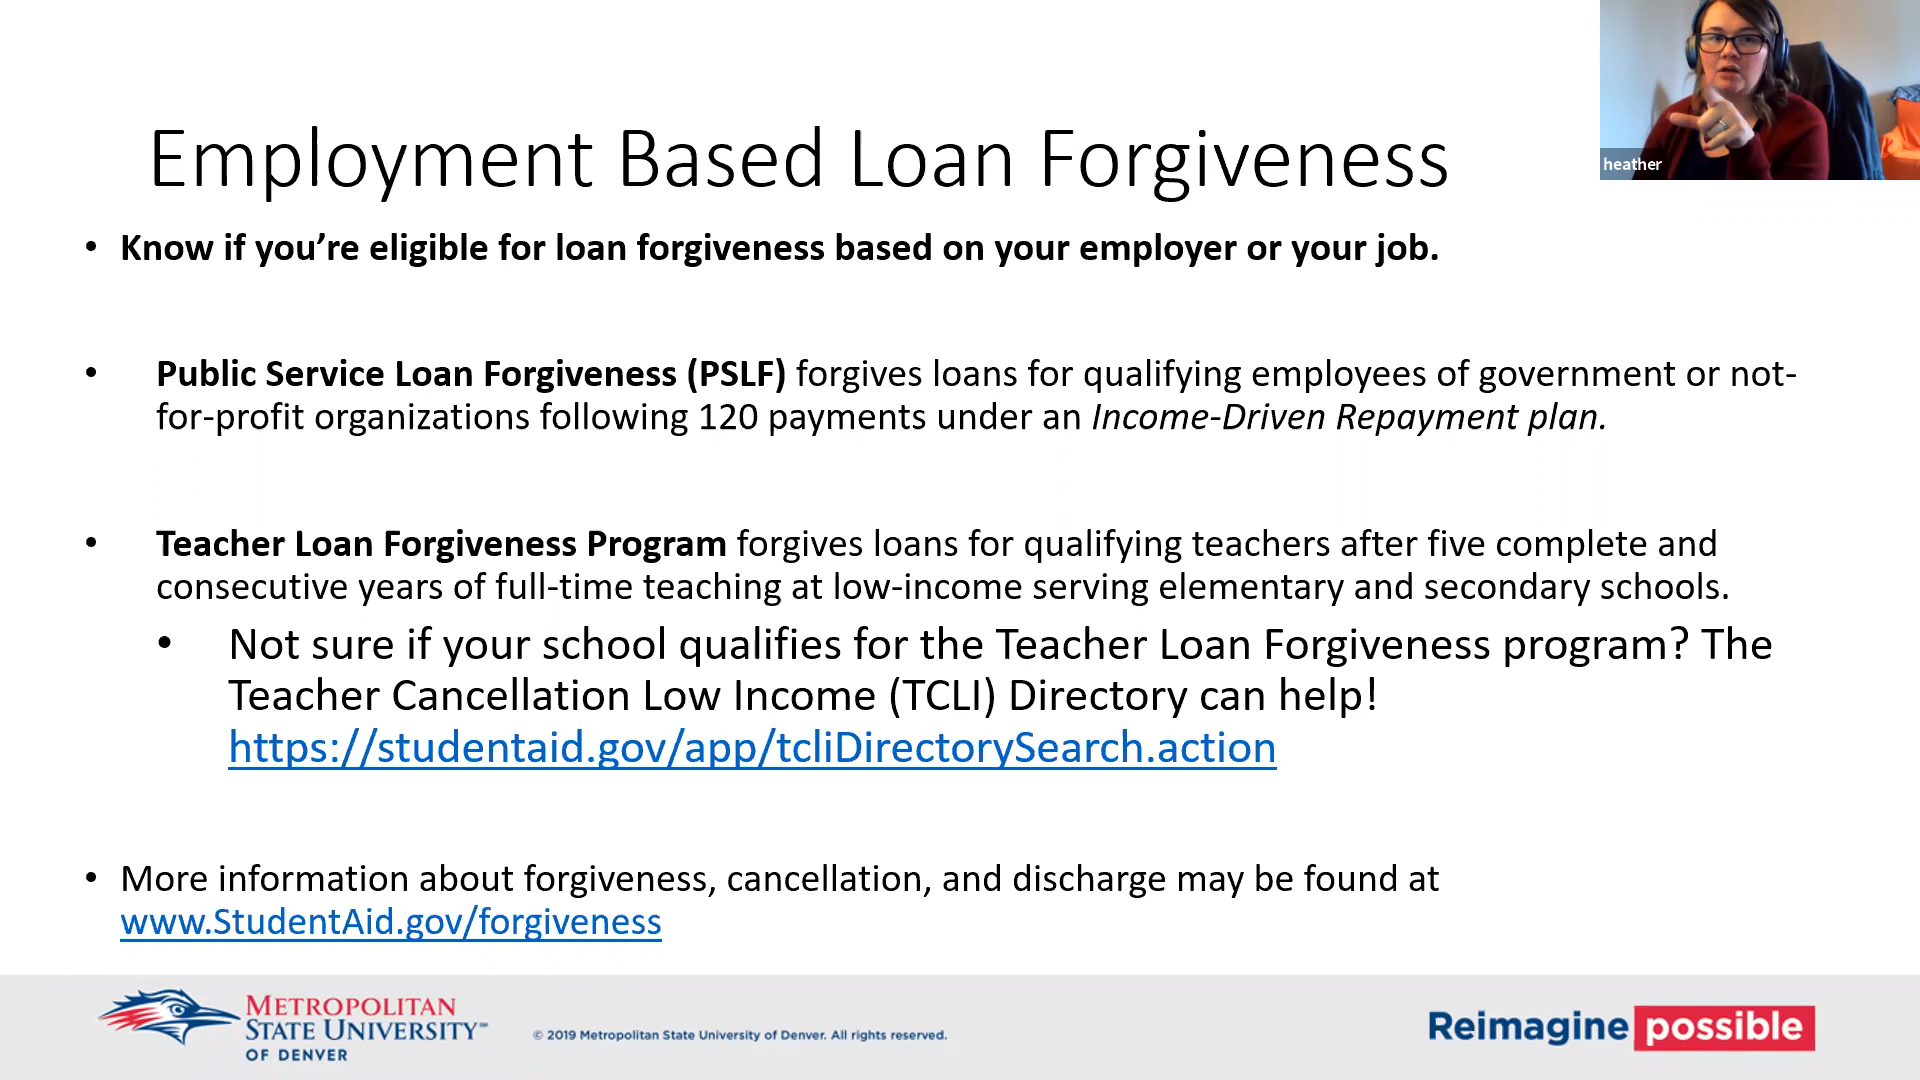 heather
Employment Based Loan Forgiveness
• Know if you’re eligible for loan forgiveness based on your employer or your job.
• Public Service Loan Forgiveness (PSLF) forgives loans for qualifying employees of government or not-
for-profit organizations following 120 payments under an Income-Driven Repayment plan.
• Teacher Loan Forgiveness Program forgives loans for qualifying teachers after five complete and
consecutive years of full-time teaching at low-income serving elementary and secondary schools.
• Not sure if your school qualifies for the Teacher Loan Forgiveness program? The
Teacher Cancellation Low Income (TCLI) Directory can help!
https://studentaid.gov/app/tcliDirectorySearch.action
• More information about forgiveness, cancellation, and discharge may be found at
www.StudentAid.gov/forgiveness
METROPOLITAN
STATE UNIVERSITY℠
OF DENVER
© 2019 Metropolitan State University of Denver. All rights reserved.
Reimagine possible